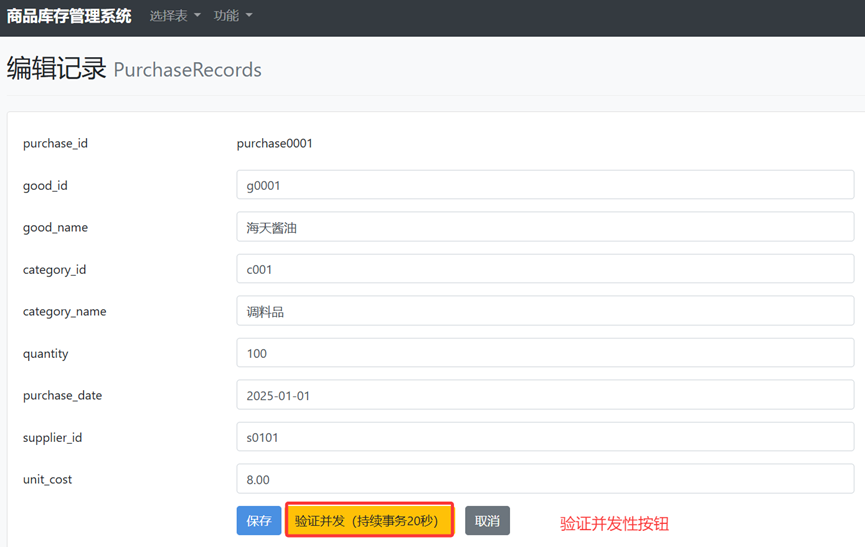 商品库存管理系统 选择表 功能
编辑记录 PurchaseRecords
purchase_id purchase0001
good_id g0001
good_name 海天酱油
category_id c001
category_name 调料品
quantity 100
purchase_date 2025-01-01
supplier_id s0101
unit_cost 8.00
保存 验证并发（持续事务20秒） 取消 验证并发性按钮